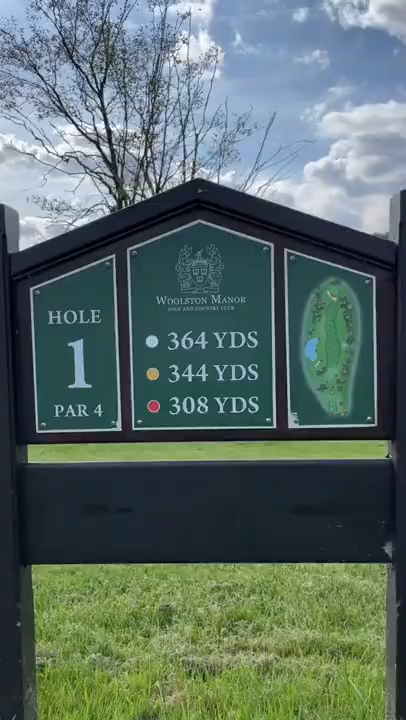 HOLE
1
PAR 4
WOOLSTON MANOR
GOLF AND COUNTRY CLUB
364 YDS
344 YDS
308 YDS